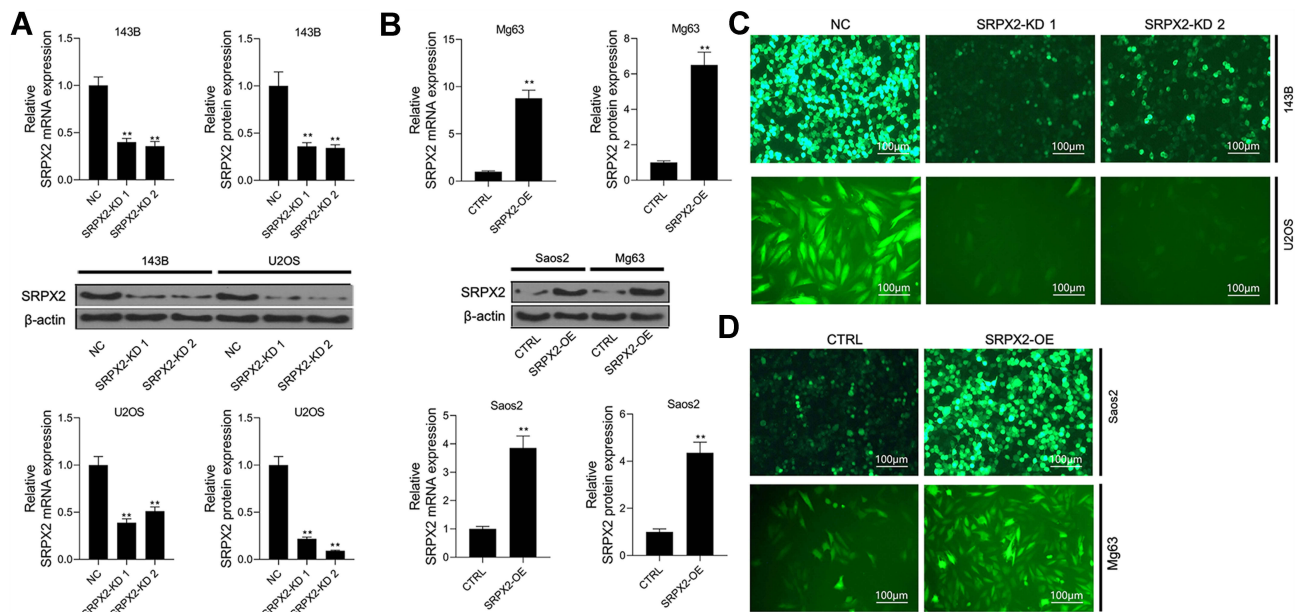 A
143B
Relative
SRPX2 mRNA expression
1.5
1.0
0.5
0.0
**
**
NC
SRPX2-KD 1
SRPX2-KD 2
143B
Relative
SRPX2 protein expression
1.5
1.0
0.5
0.0
**
**
NC
SRPX2-KD 1
SRPX2-KD 2
143B
U2OS
SRPX2
β-actin
NC
SRPX2-KD 1
SRPX2-KD 2
NC
SRPX2-KD 1
SRPX2-KD 2
U2OS
Relative
SRPX2 mRNA expression
1.5
1.0
0.5
0.0
**
**
NC
SRPX2-KD 1
SRPX2-KD 2
U2OS
Relative
SRPX2 protein expression
1.5
1.0
0.5
0.0
**
**
NC
SRPX2-KD 1
SRPX2-KD 2
B
Mg63
Relative
SRPX2 mRNA expression
15
10
5
0
**
CTRL
SRPX2-OE
Mg63
Relative
SRPX2 protein expression
8
6
4
2
0
**
CTRL
SRPX2-OE
Saos2
Mg63
SRPX2
β-actin
CTRL
SRPX2-OE
CTRL
SRPX2-OE
Saos2
Relative
SRPX2 mRNA expression
5
4
3
2
1
0
**
CTRL
SRPX2-OE
Saos2
Relative
SRPX2 protein expression
6
4
2
0
**
CTRL
SRPX2-OE
C
NC
SRPX2-KD 1
SRPX2-KD 2
100μm
100μm
100μm
143B
100μm
100μm
100μm
U2OS
D
CTRL
SRPX2-OE
100μm
100μm
Saos2
100μm
100μm
Mg63